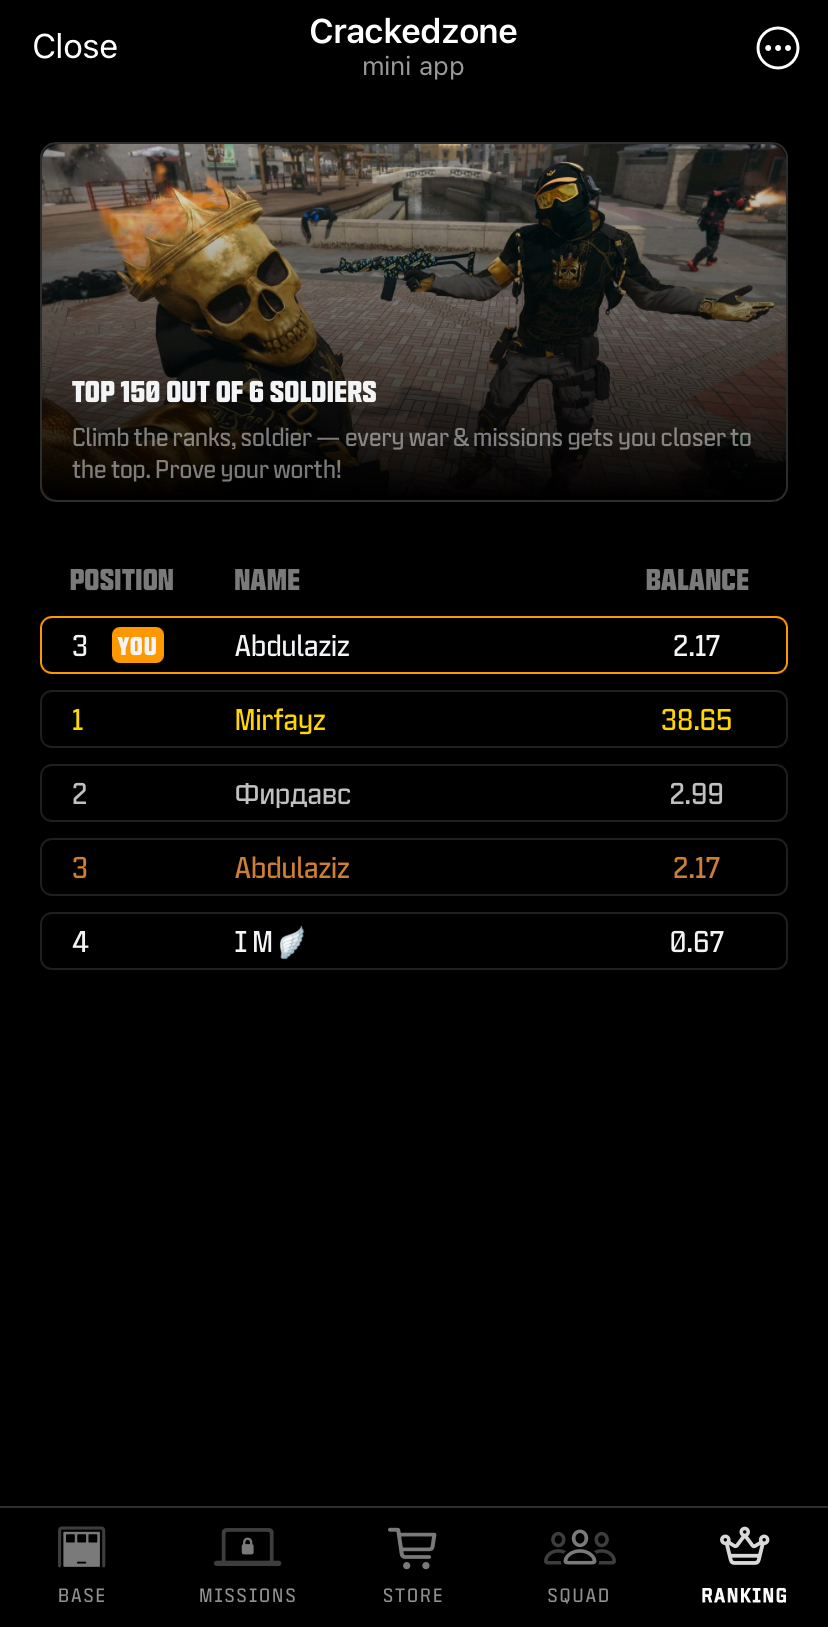 Close
Crackedzone
mini app
TOP 150 OUT OF 6 SOLDIERS
Climb the ranks, soldier — every war & missions gets you closer to
the top. Prove your worth!
POSITION NAME BALANCE
3 YOU Abdulaziz 2.17
1 Mirfayz 38.65
2 Фирдавс 2.99
3 Abdulaziz 2.17
4 I M🪽 0.67
BASE MISSIONS STORE SQUAD RANKING